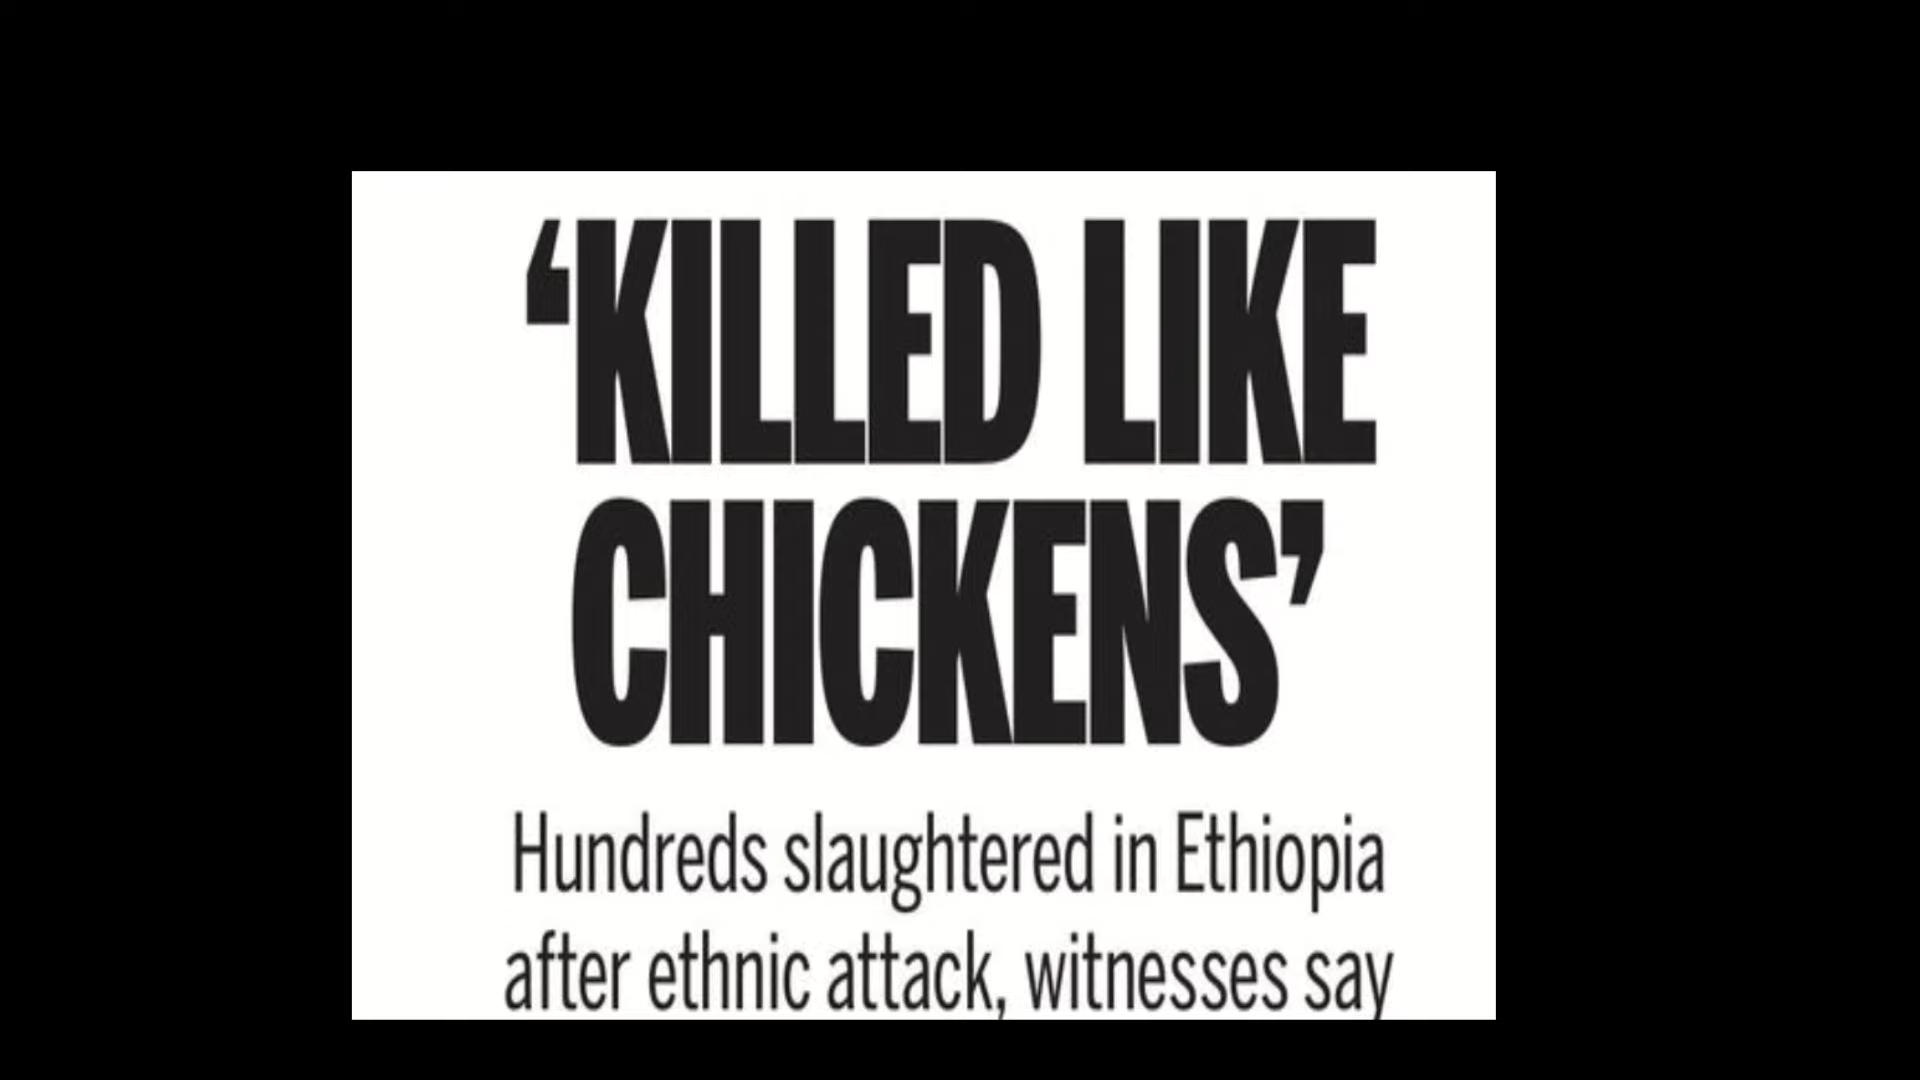 ‘KILLED LIKE
CHICKENS’
Hundreds slaughtered in Ethiopia
after ethnic attack, witnesses say